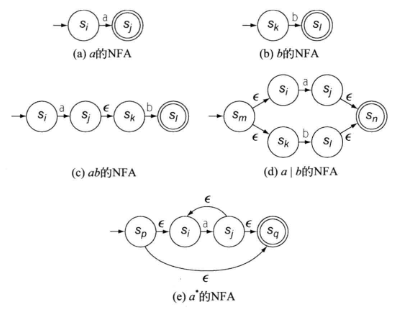 s_i a s_j s_k b s_l
(a) a的NFA (b) b的NFA
s_i a s_j ϵ s_k b s_l
s_m ϵ s_i a s_j ϵ s_n
ϵ s_k b s_l ϵ
(c) ab的NFA (d) a | b的NFA
ϵ
s_p ϵ s_i a s_j ϵ s_q
ϵ
(e) a*的NFA